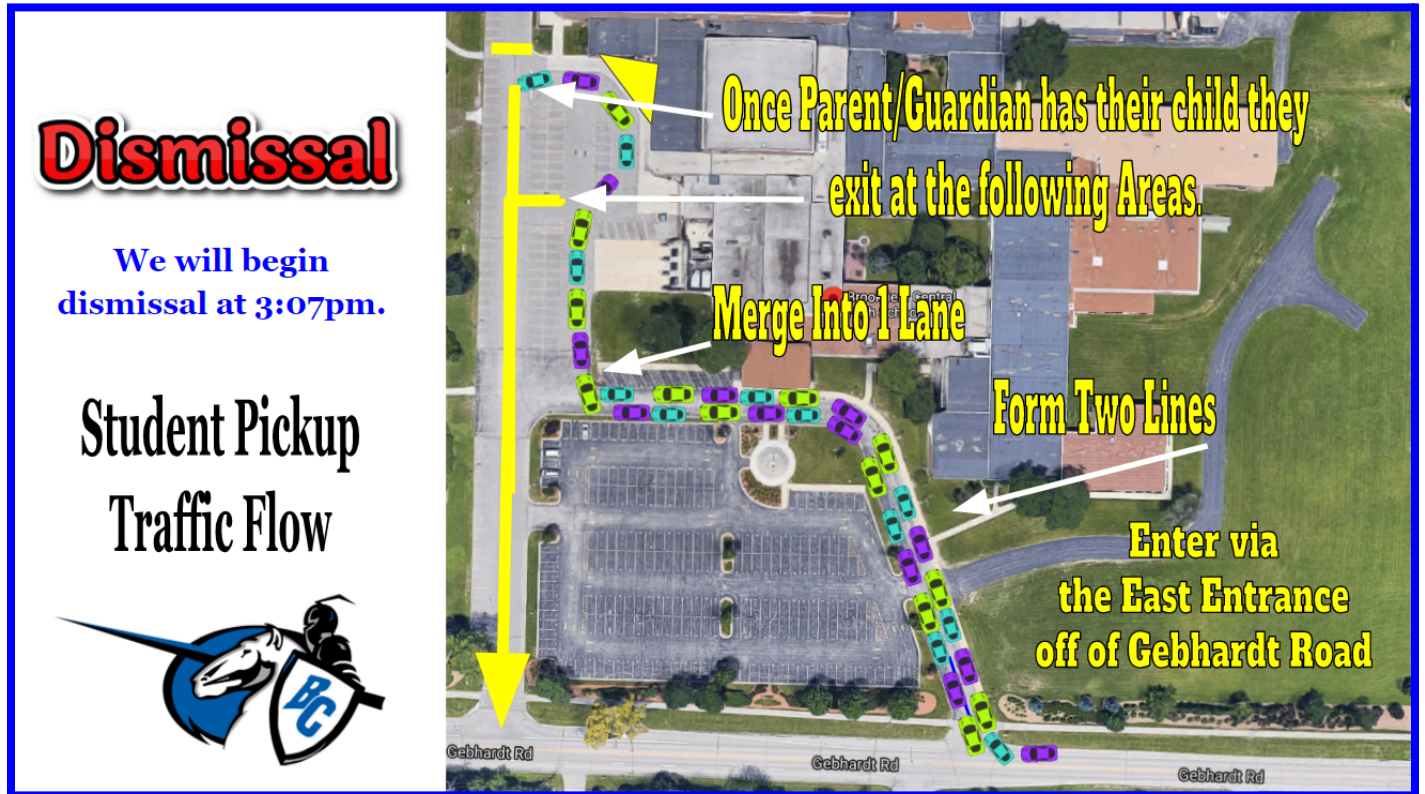 Dismissal
We will begin
dismissal at 3:07pm.
Student Pickup
Traffic Flow
BC
Once Parent/Guardian has their child they
exit at the following Areas.
Merge Into 1 Lane
Form Two Lines
Enter via
the East Entrance
off of Gebhardt Road
Gebhardt Rd
Gebhardt Rd
Gebhardt Rd